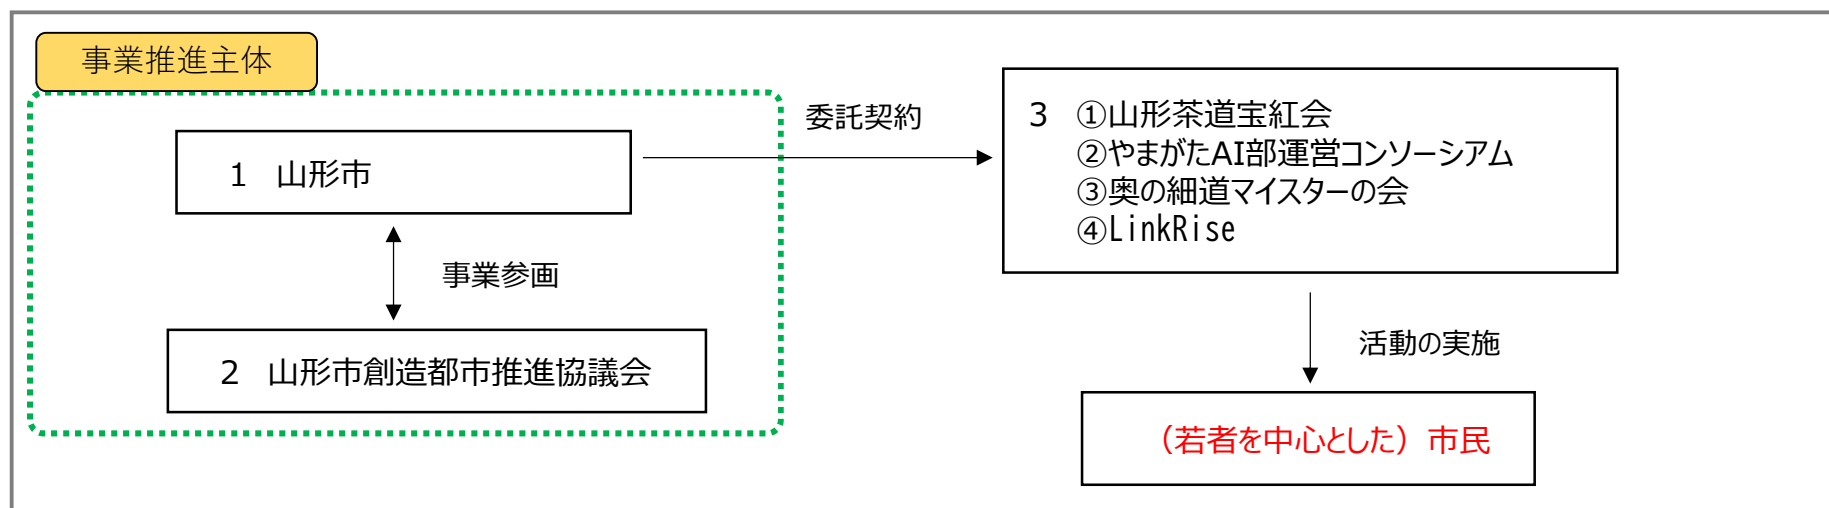 事業推進主体
1 山形市
事業参画
2 山形市創造都市推進協議会
委託契約
3 ①山形茶道宝紅会
②やまがたAI部運営コンソーシアム
③奥の細道マイスターの会
④LinkRise
活動の実施
（若者を中心とした）市民